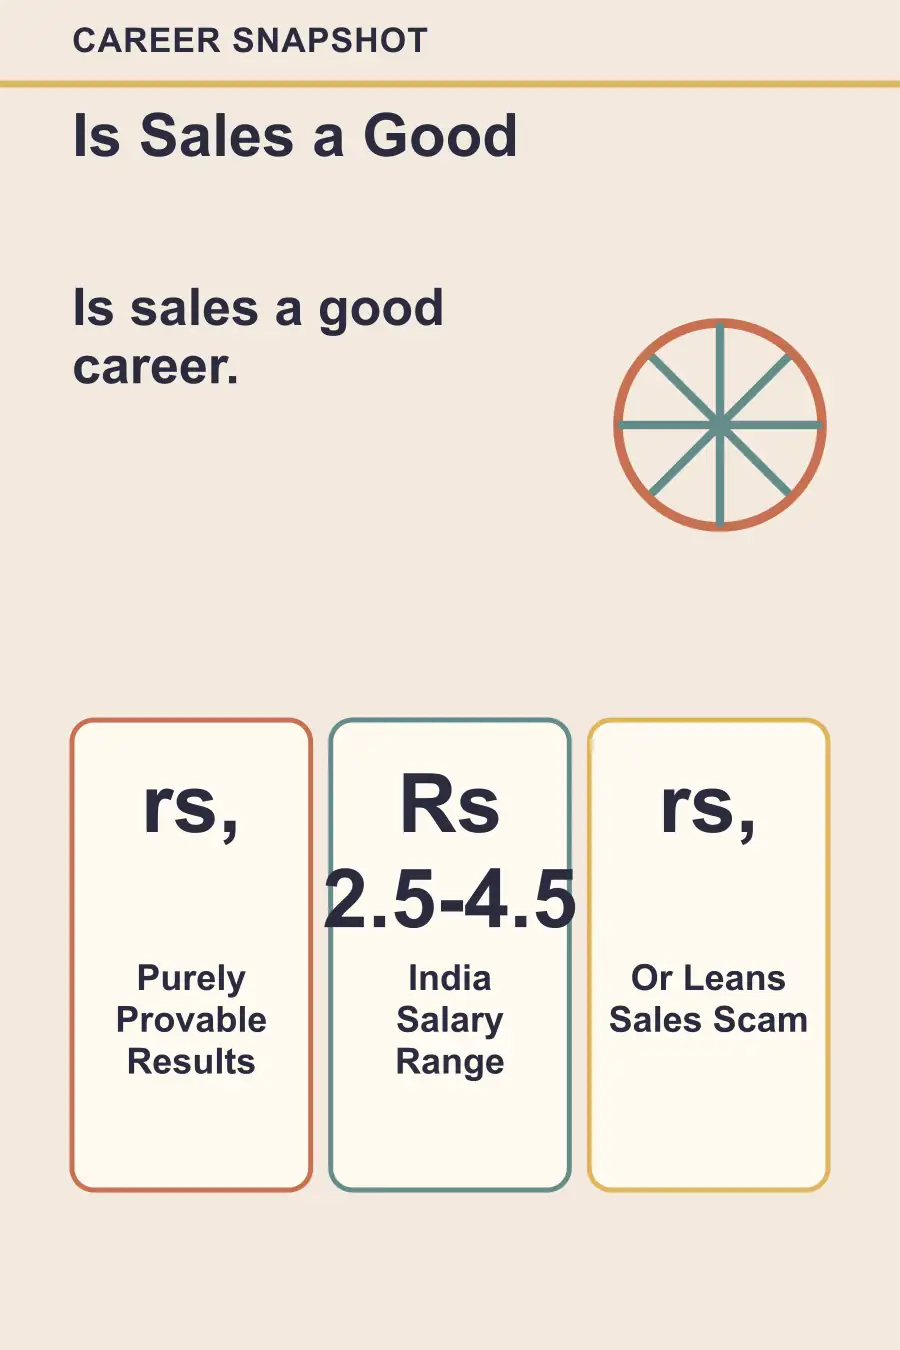 CAREER SNAPSHOT
Is Sales a Good
Is sales a good
career.
rs,
Purely
Provable
Results
Rs
2.5-4.5
India
Salary
Range
rs,
Or Leans
Sales Scam